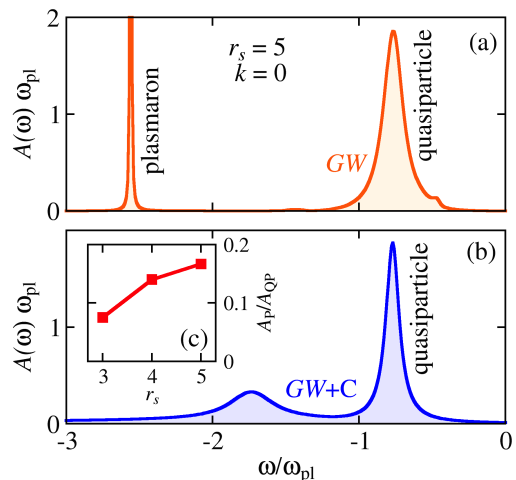 2
1
0
A(ω) ω_pl
r_s = 5
k = 0
(a)
plasmaron
GW
quasiparticle
2
1
0
A(ω) ω_pl
(b)
0.2
0.1
0
A_P/A_QP
(c)
3 4 5
r_s
GW+C
quasiparticle
-3 -2 -1 0
ω/ω_pl